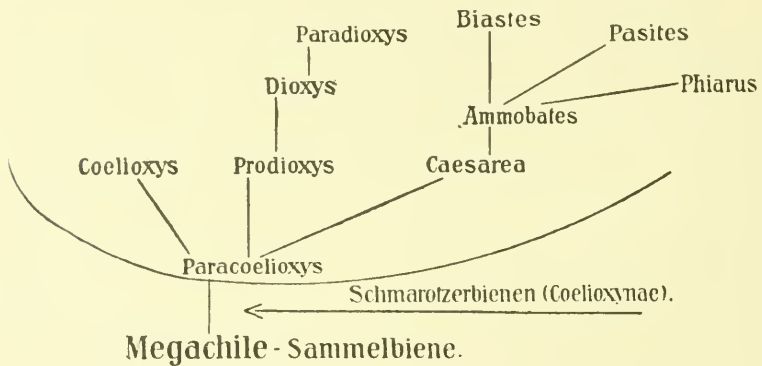 Biastes
Paradioxys
Pasites
Dioxys
Phiarus
Ammobates
Coelioxys
Prodioxys
Caesarea
Paracoelioxys
Schmarotzerbienen (Coelioxynae).
Megachile - Sammelbiene.